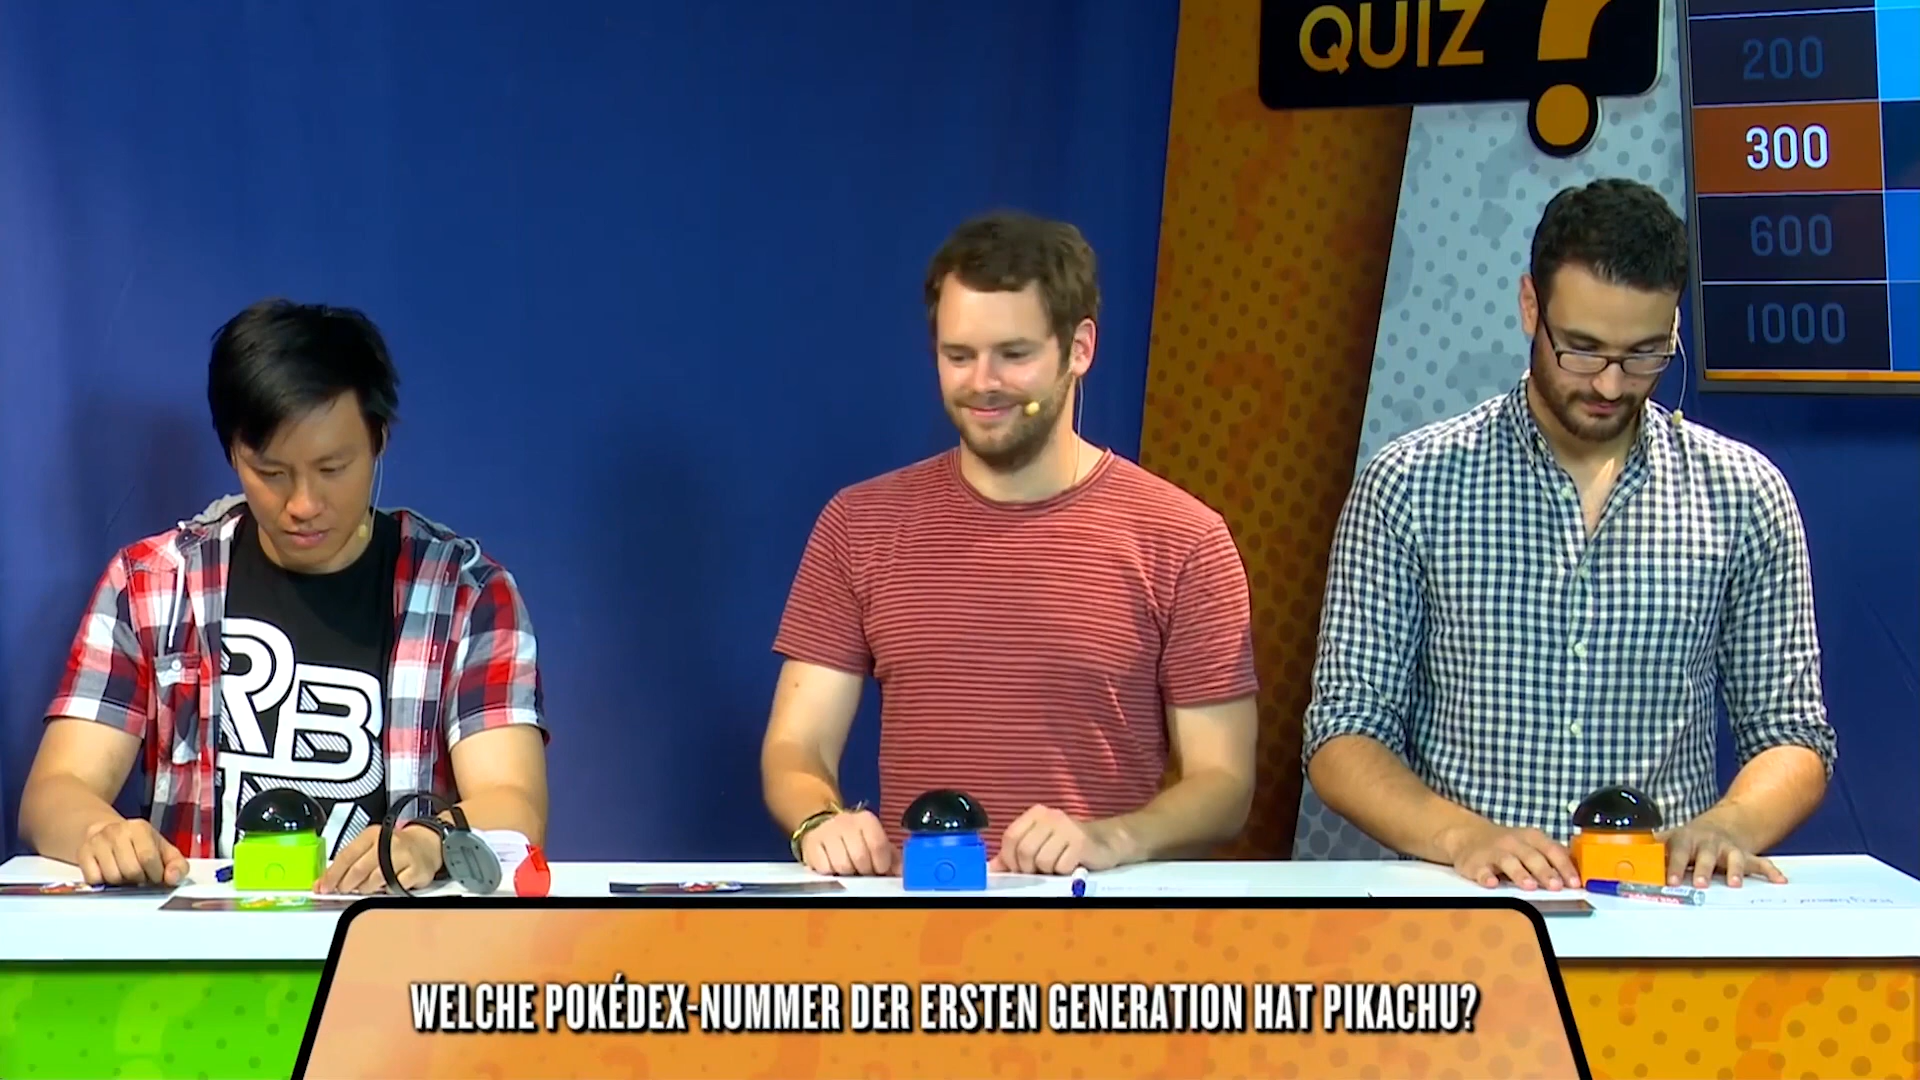 QUIZ ?
200
300
600
1000
RB
WELCHE POKÉDEX-NUMMER DER ERSTEN GENERATION HAT PIKACHU?